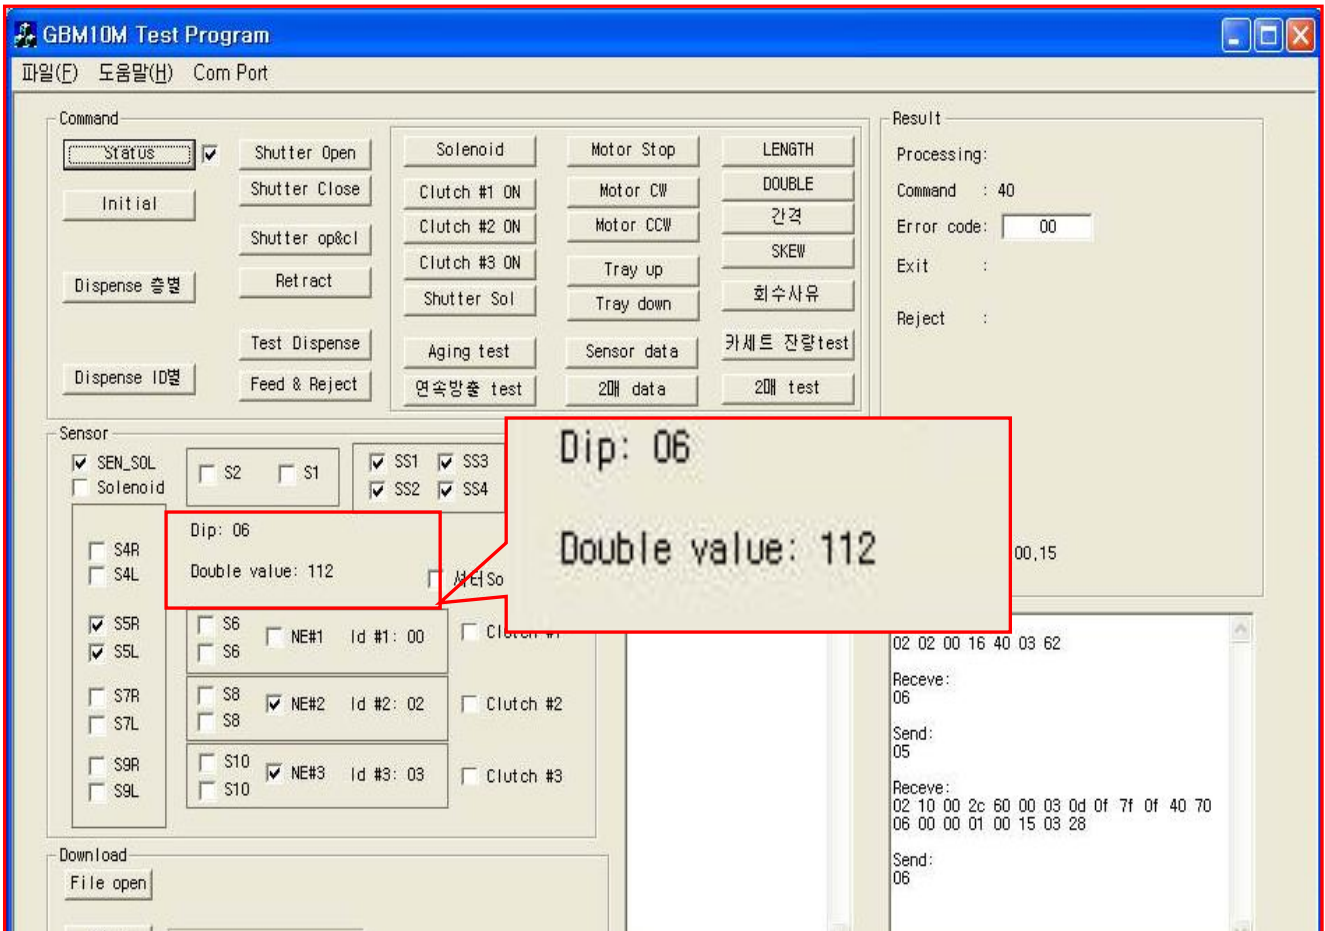 GBM10M Test Program
파일(F) 도움말(H) Com Port
Command
Status
Initial
Dispense 층별
Dispense ID별
Shutter Open
Shutter Close
Shutter op&cl
Retract
Test Dispense
Feed & Reject
Solenoid
Clutch #1 ON
Clutch #2 ON
Clutch #3 ON
Shutter Sol
Aging test
연속방출 test
Motor Stop
Motor CW
Motor CCW
Tray up
Tray down
Sensor data
2매 data
LENGTH
DOUBLE
간격
SKEW
회수사유
카세트 잔량test
2매 test
Result
Processing:
Command : 40
Error code: 00
Exit :
Reject :
00,15
Sensor
SEN_SOL
Solenoid
S2 S1
SS1 SS3
SS2 SS4
Dip: 06
Double value: 112
셔터So
Dip: 06
Double value: 112
S4R
S4L
S5R
S5L
S7R
S7L
S9R
S9L
S6
S6
NE#1 Id #1: 00
Clutch #1
S8
S8
NE#2 Id #2: 02
Clutch #2
S10
S10
NE#3 Id #3: 03
Clutch #3
02 02 00 16 40 03 62
Receve:
06
Send:
05
Receve:
02 10 00 2c 60 00 03 0d 0f 7f 0f 40 70
06 00 00 01 00 15 03 28
Send:
06
Download
File open